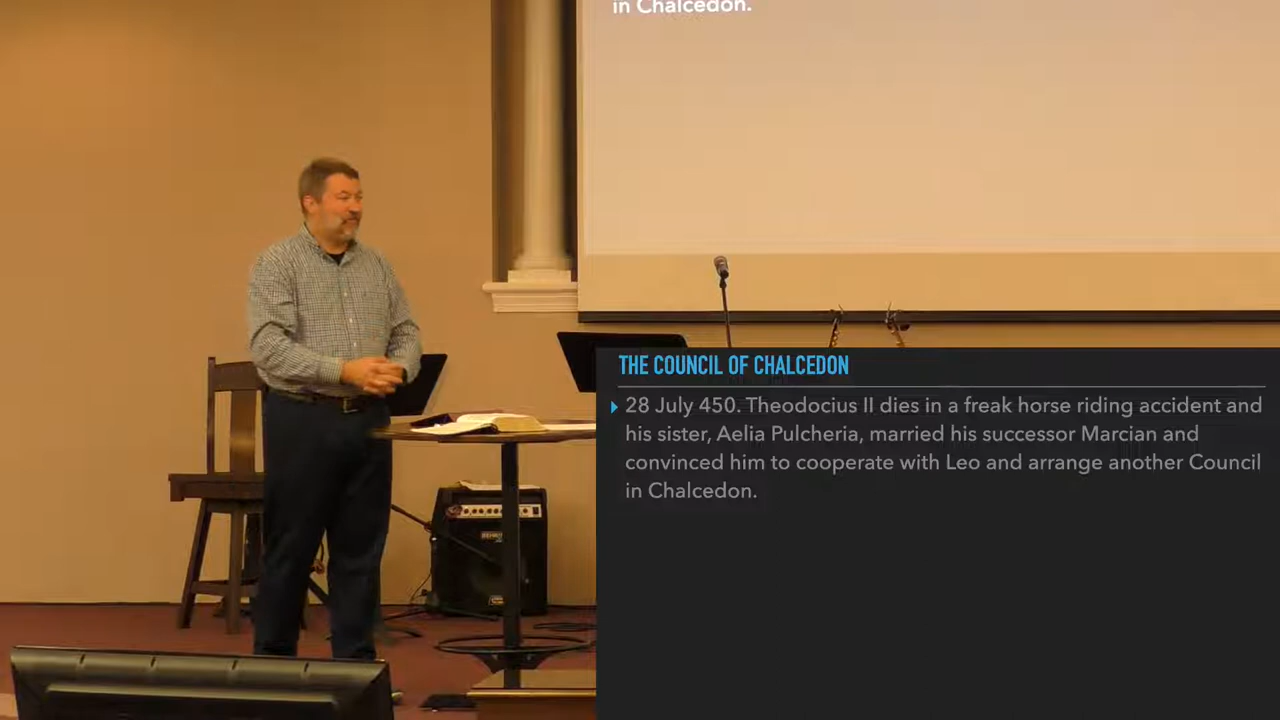 in Chalcedon.
THE COUNCIL OF CHALCEDON
28 July 450. Theodocius II dies in a freak horse riding accident and
his sister, Aelia Pulcheria, married his successor Marcian and
convinced him to cooperate with Leo and arrange another Council
in Chalcedon.